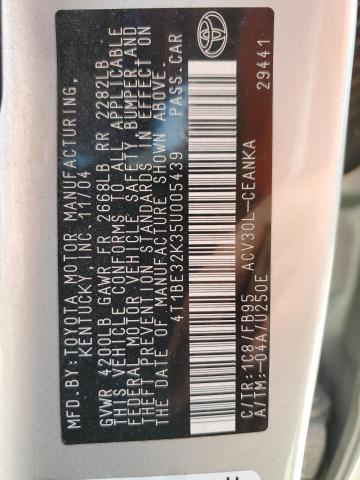 MFD. BY: TOYOTA MOTOR MANUFACTURING,
KENTUCKY, INC. 11/04
GVWR 4200LB GAWR FR 2668LB RR 2282LB
THIS VEHICLE CONFORMS TO ALL APPLICABLE
FEDERAL MOTOR VEHICLE SAFETY, BUMPER, AND
THEFT PREVENTION STANDARDS IN EFFECT ON
THE DATE OF MANUFACTURE SHOWN ABOVE.
4T1BE32K35U005439 PASS. CAR
C/TR: 1C8/FB95 ACV30L-CEANKA
A/TM: -04A/U250E 29441
TOYOTA